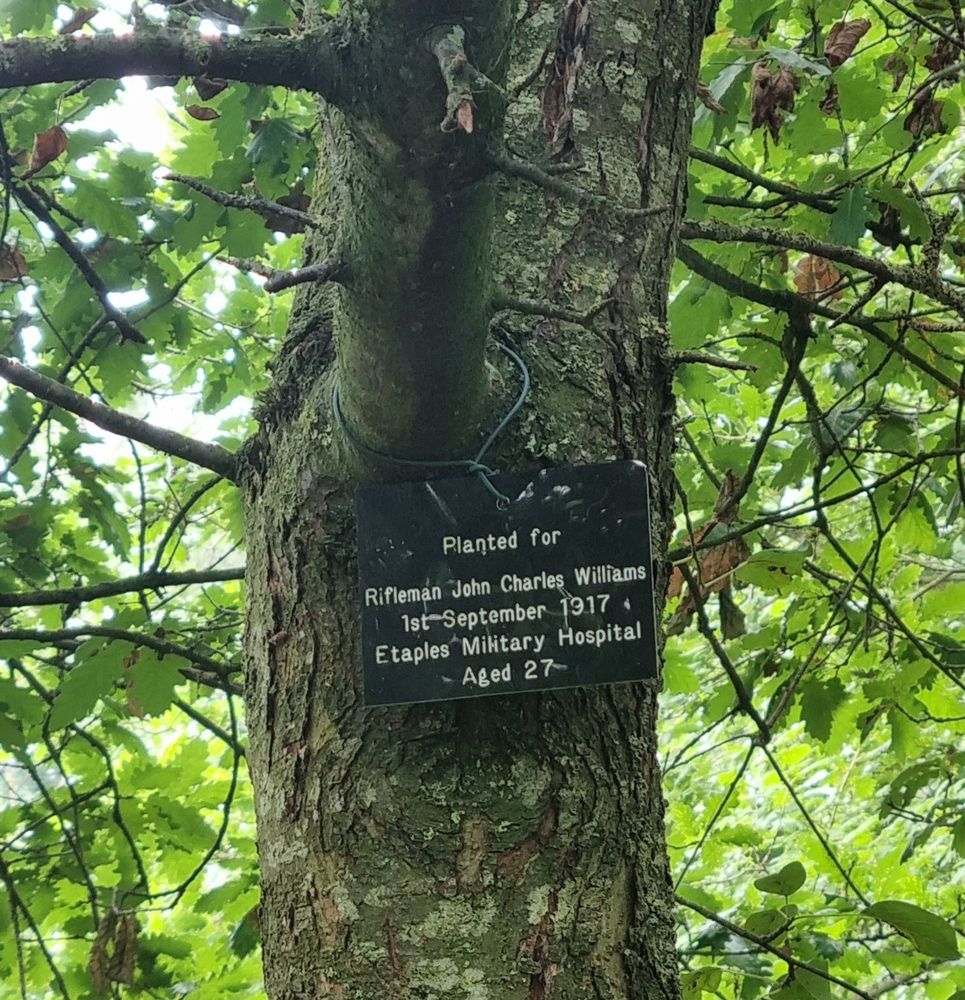 Planted for
Rifleman John Charles Williams
1st September 1917
Etaples Military Hospital
Aged 27